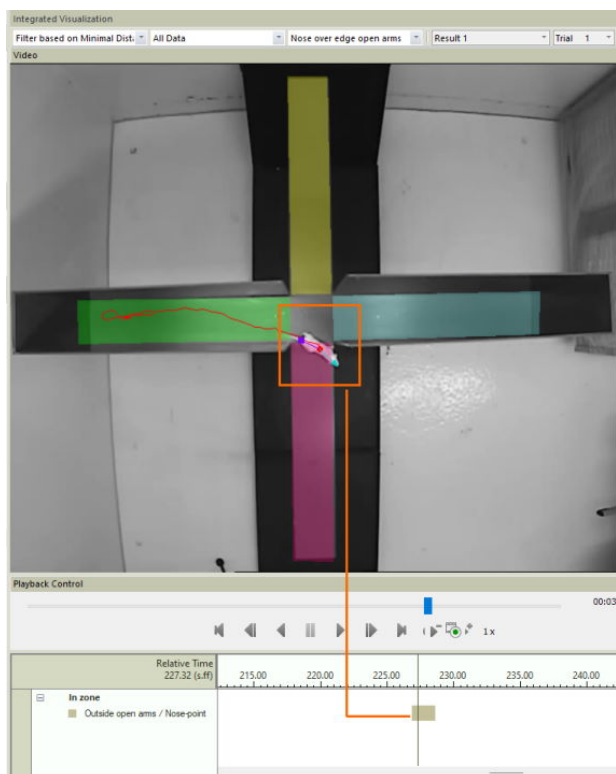 Integrated Visualization
Filter based on Minimal Dist. All Data Nose over edge open arms Result 1 Trial 1
Video
Playback Control
00:03
1x
Relative Time
227.32 (s.ff)
215.00 220.00 225.00 230.00 235.00 240.0
In zone
Outside open arms / Nose-point